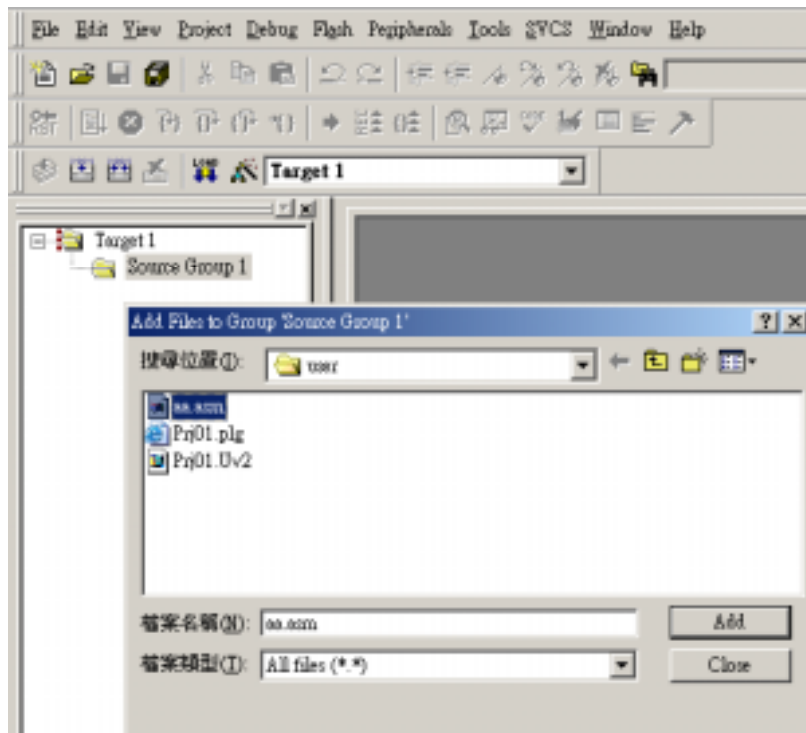 File Edit View Project Debug Flash Peripherals Tools SVCS Window Help
Target 1
Target 1
Source Group 1
Add Files to Group 'Source Group 1'
搜尋位置(I): user
aa.asm
Prj01.plg
Prj01.Uv2
檔案名稱(N): aa.asm Add
檔案類型(T): All files (*.*) Close